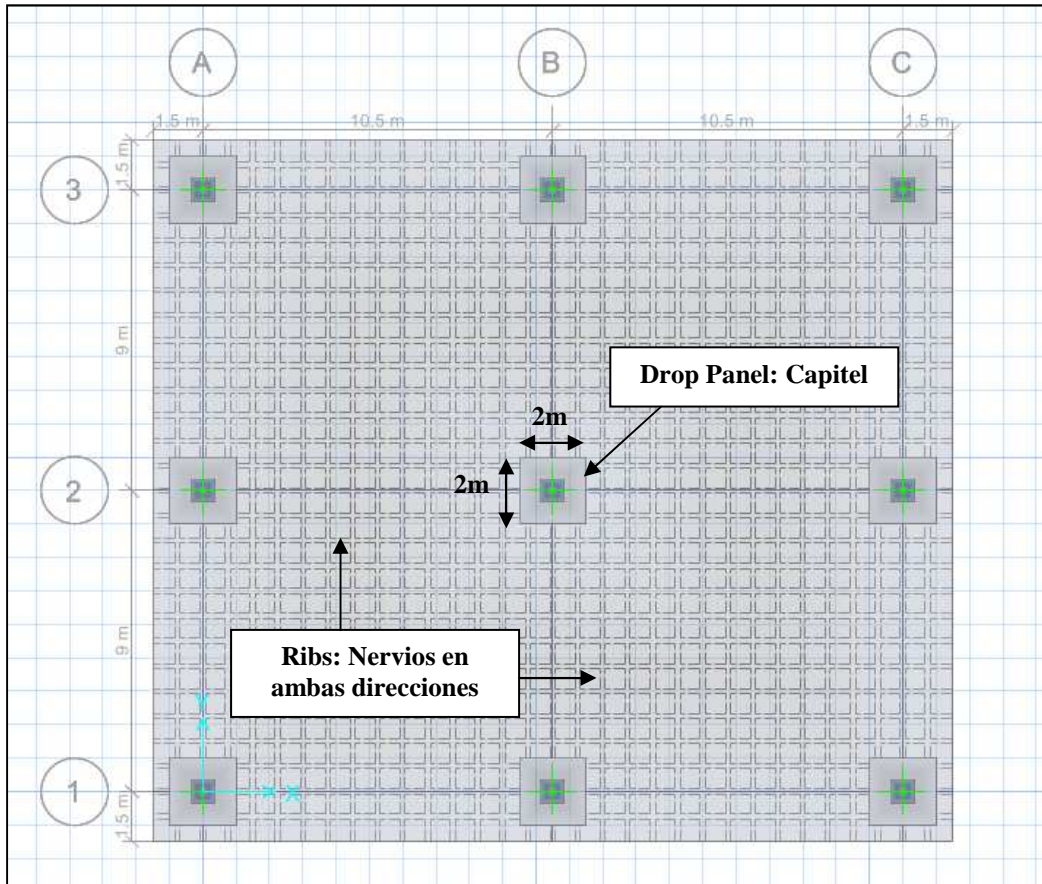 A
B
C
1.5 m
10.5 m
10.5 m
1.5 m
1.5 m
3
9 m
Drop Panel: Capitel
2m
2
2m
9 m
Ribs: Nervios en
ambas direcciones
Y
X
1
1.5 m